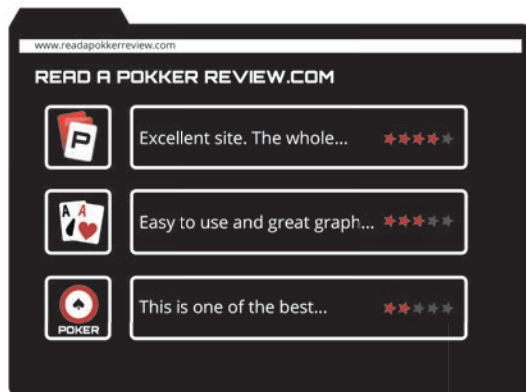 www.readapokkerreview.com
READ A POKKER REVIEW.COM
P
Excellent site. The whole...
A A
Easy to use and great graph...
POKER
This is one of the best...